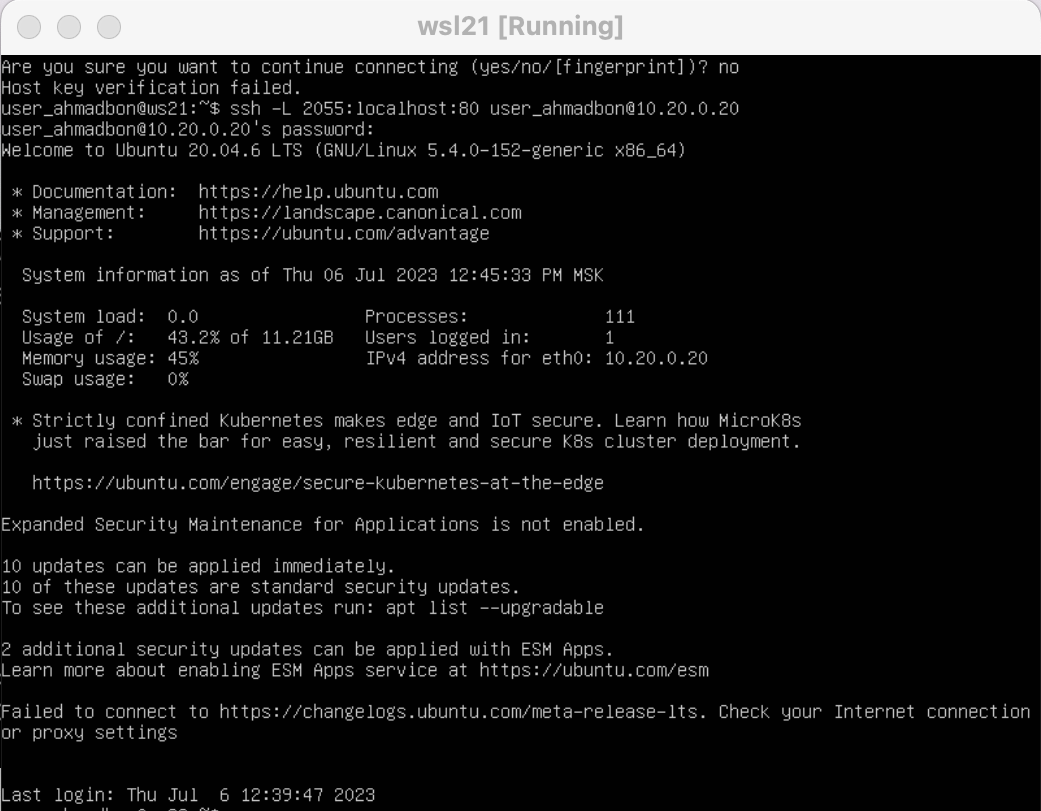 wsl21 [Running]
Are you sure you want to continue connecting (yes/no/[fingerprint])? no
Host key verification failed.
user_ahmadbon@ws21:~$ ssh -L 2055:localhost:80 user_ahmadbon@10.20.0.20
user_ahmadbon@10.20.0.20's password:
Welcome to Ubuntu 20.04.6 LTS (GNU/Linux 5.4.0-152-generic x86_64)
* Documentation:  https://help.ubuntu.com
* Management:     https://landscape.canonical.com
* Support:        https://ubuntu.com/advantage
System information as of Thu 06 Jul 2023 12:45:33 PM MSK
System load:  0.0                Processes:             111
Usage of /:   43.2% of 11.21GB   Users logged in:       1
Memory usage: 45%                IPv4 address for eth0: 10.20.0.20
Swap usage:   0%
* Strictly confined Kubernetes makes edge and IoT secure. Learn how MicroK8s
just raised the bar for easy, resilient and secure K8s cluster deployment.
https://ubuntu.com/engage/secure-kubernetes-at-the-edge
Expanded Security Maintenance for Applications is not enabled.
10 updates can be applied immediately.
10 of these updates are standard security updates.
To see these additional updates run: apt list --upgradable
2 additional security updates can be applied with ESM Apps.
Learn more about enabling ESM Apps service at https://ubuntu.com/esm
Failed to connect to https://changelogs.ubuntu.com/meta-release-lts. Check your Internet connection
or proxy settings
Last login: Thu Jul  6 12:39:47 2023